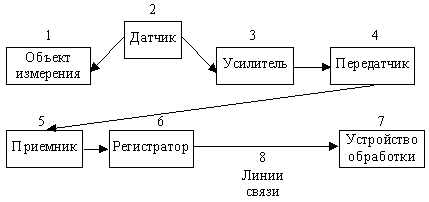 1
2
3
4
Объект
измерения
Датчик
Усилитель
Передатчик
5
6
7
Приемник
Регистратор
8
Линии
связи
Устройство
обработки